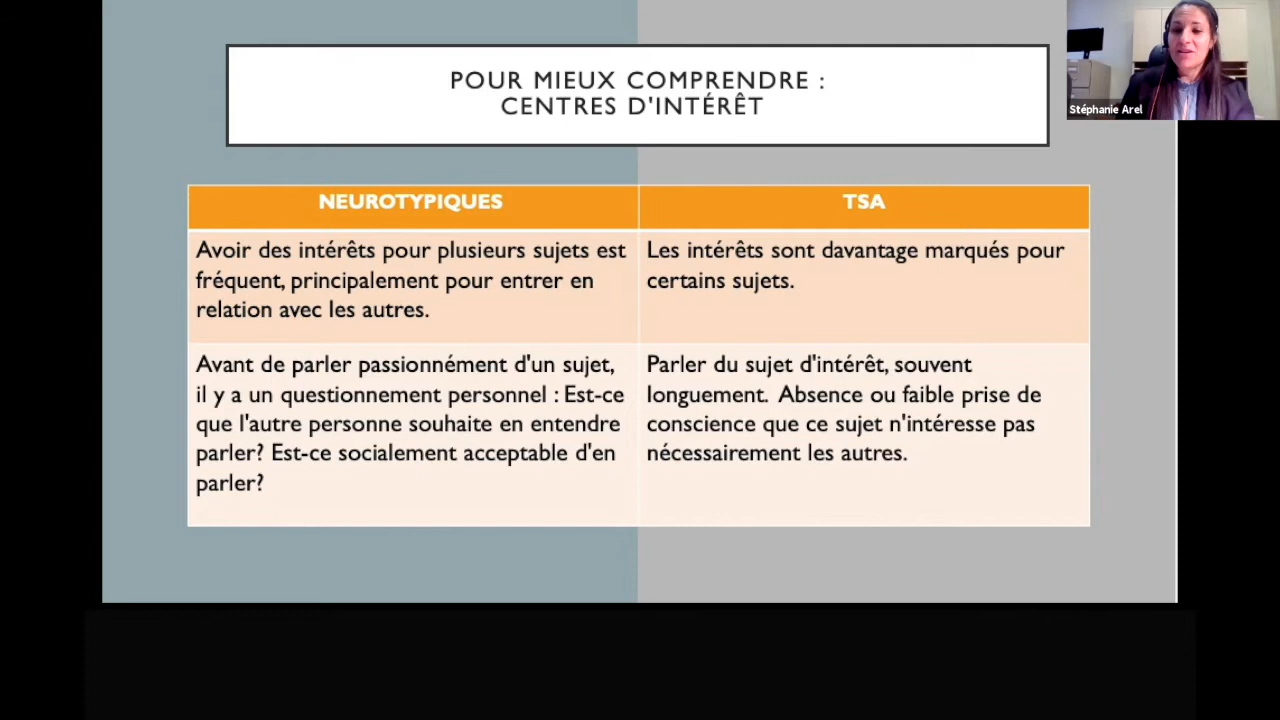 POUR MIEUX COMPRENDRE :
CENTRES D'INTÉRÊT
Stéphanie Arel
NEUROTYPIQUES
TSA
Avoir des intérêts pour plusieurs sujets est
fréquent, principalement pour entrer en
relation avec les autres.
Les intérêts sont davantage marqués pour
certains sujets.
Avant de parler passionnément d'un sujet,
il y a un questionnement personnel : Est-ce
que l'autre personne souhaite en entendre
parler? Est-ce socialement acceptable d'en
parler?
Parler du sujet d'intérêt, souvent
longuement. Absence ou faible prise de
conscience que ce sujet n'intéresse pas
nécessairement les autres.